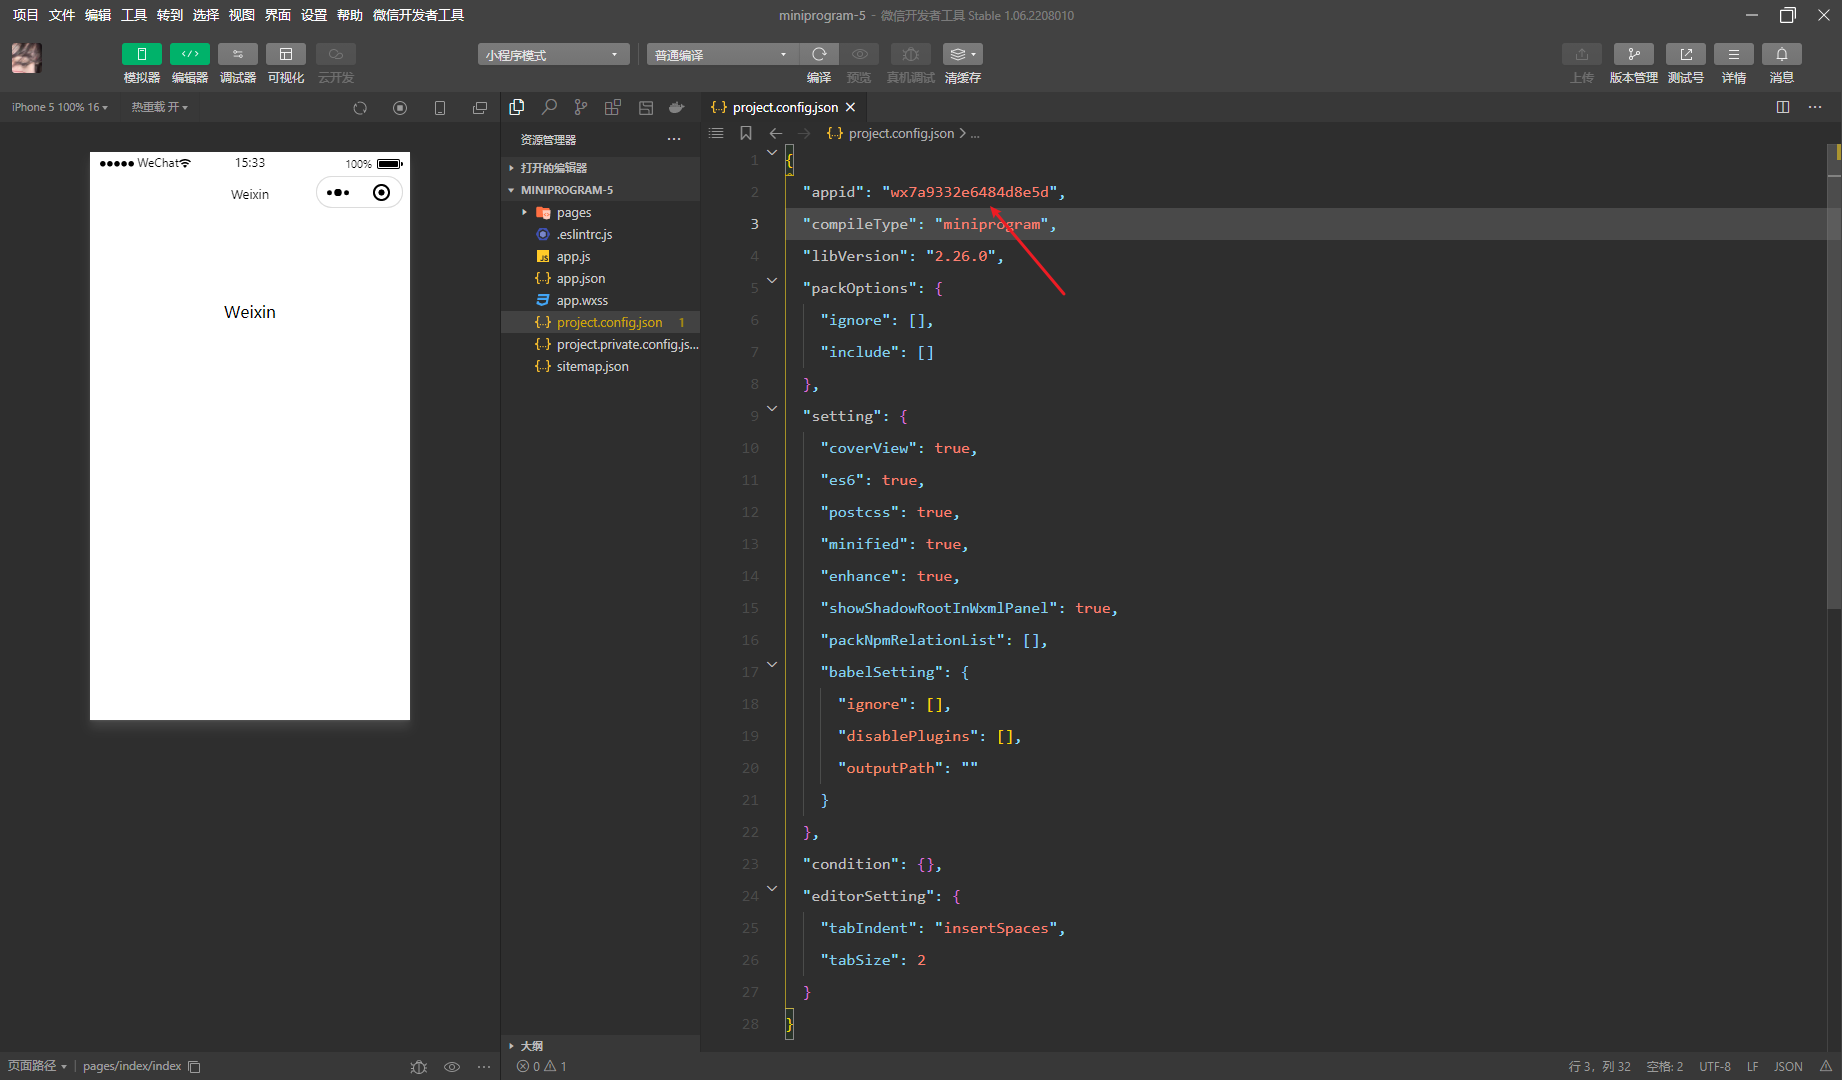 项目 文件 编辑 工具 转到 选择 视图 界面 设置 帮助 微信开发者工具
miniprogram-5 - 微信开发者工具 Stable 1.06.2208010
模拟器 编辑器 调试器 可视化 云开发
小程序模式
普通编译
编译 预览 真机调试 清缓存
上传 版本管理 测试号 详情 消息
iPhone 5 100% 16
热重载 开
WeChat
15:33
100%
Weixin
Weixin
资源管理器
打开的编辑器
MINIPROGRAM-5
pages
.eslintrc.js
app.js
app.json
app.wxss
project.config.json 1
project.private.config.js...
sitemap.json
大纲
project.config.json
project.config.json > ...
1 {
2 "appid": "wx7a9332e6484d8e5d",
3 "compileType": "miniprogram",
4 "libVersion": "2.26.0",
5 "packOptions": {
6 "ignore": [],
7 "include": []
8 },
9 "setting": {
10 "coverView": true,
11 "es6": true,
12 "postcss": true,
13 "minified": true,
14 "enhance": true,
15 "showShadowRootInWxmlPanel": true,
16 "packNpmRelationList": [],
17 "babelSetting": {
18 "ignore": [],
19 "disablePlugins": [],
20 "outputPath": ""
21 }
22 },
23 "condition": {},
24 "editorSetting": {
25 "tabIndent": "insertSpaces",
26 "tabSize": 2
27 }
28 }
页面路径 | pages/index/index
0 1
行 3，列 32 空格: 2 UTF-8 LF JSON